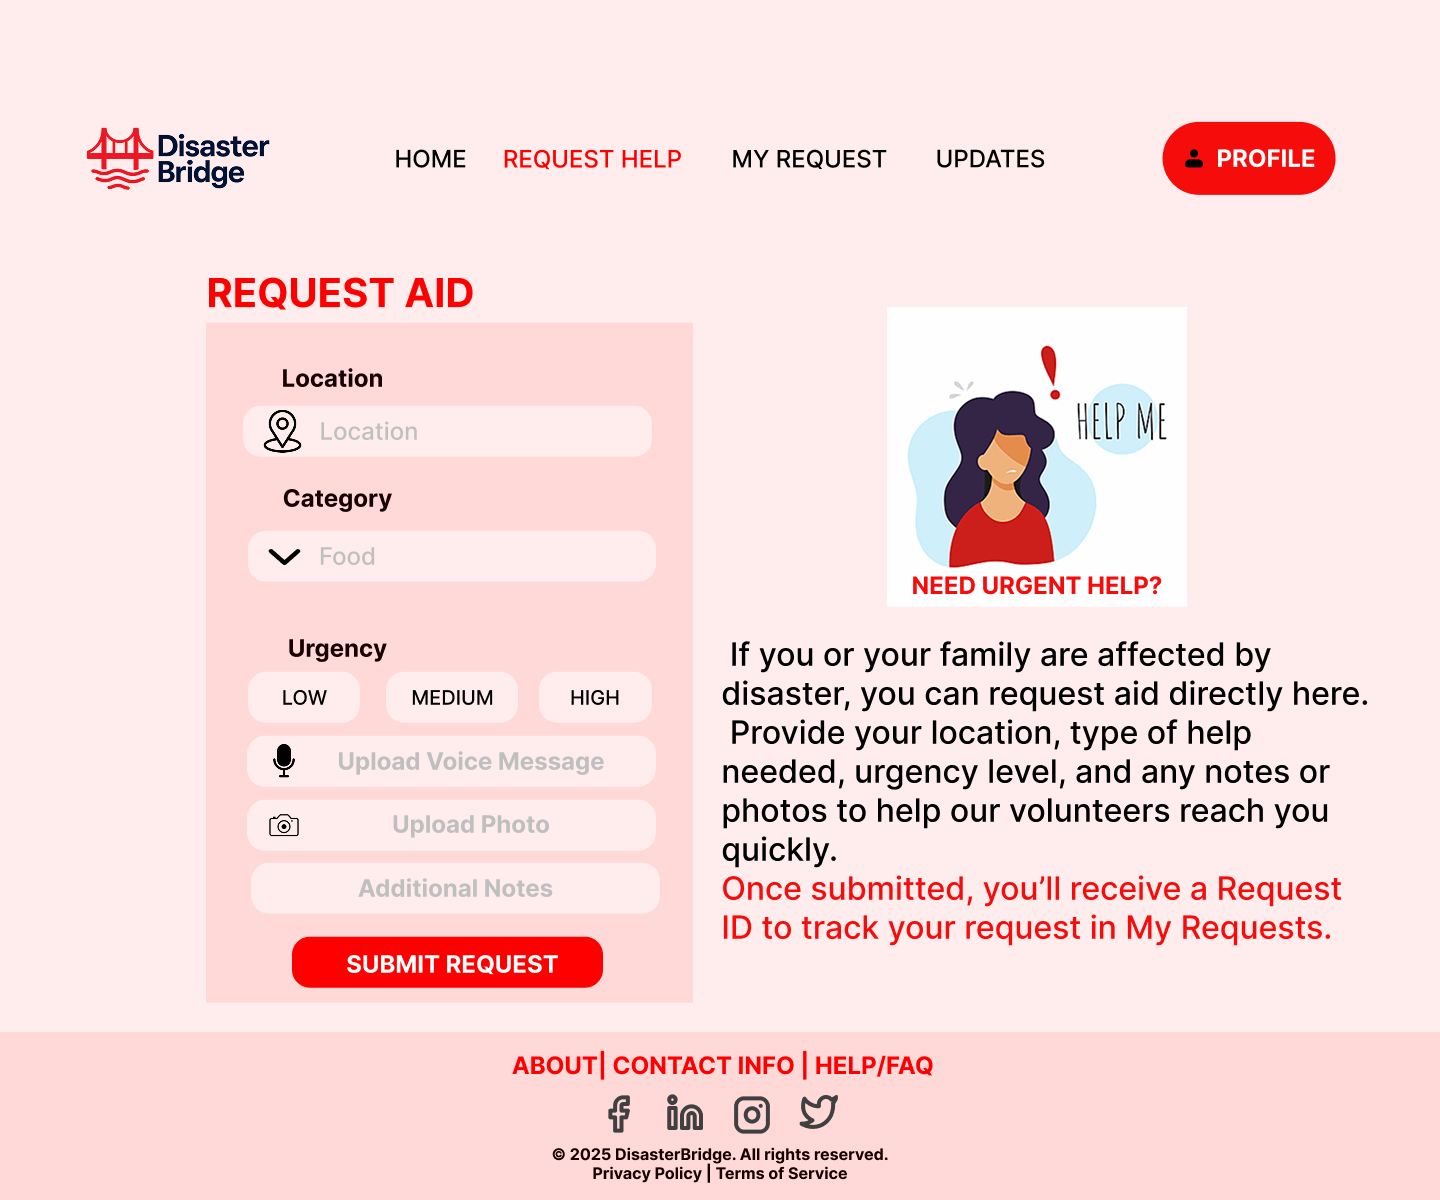 Disaster
Bridge
HOME
REQUEST HELP
MY REQUEST
UPDATES
PROFILE
REQUEST AID
Location
Location
Category
Food
Urgency
LOW
MEDIUM
HIGH
Upload Voice Message
Upload Photo
Additional Notes
SUBMIT REQUEST
HELP ME
NEED URGENT HELP?
If you or your family are affected by
disaster, you can request aid directly here.
Provide your location, type of help
needed, urgency level, and any notes or
photos to help our volunteers reach you
quickly.
Once submitted, you’ll receive a Request
ID to track your request in My Requests.
ABOUT| CONTACT INFO | HELP/FAQ
© 2025 DisasterBridge. All rights reserved.
Privacy Policy | Terms of Service